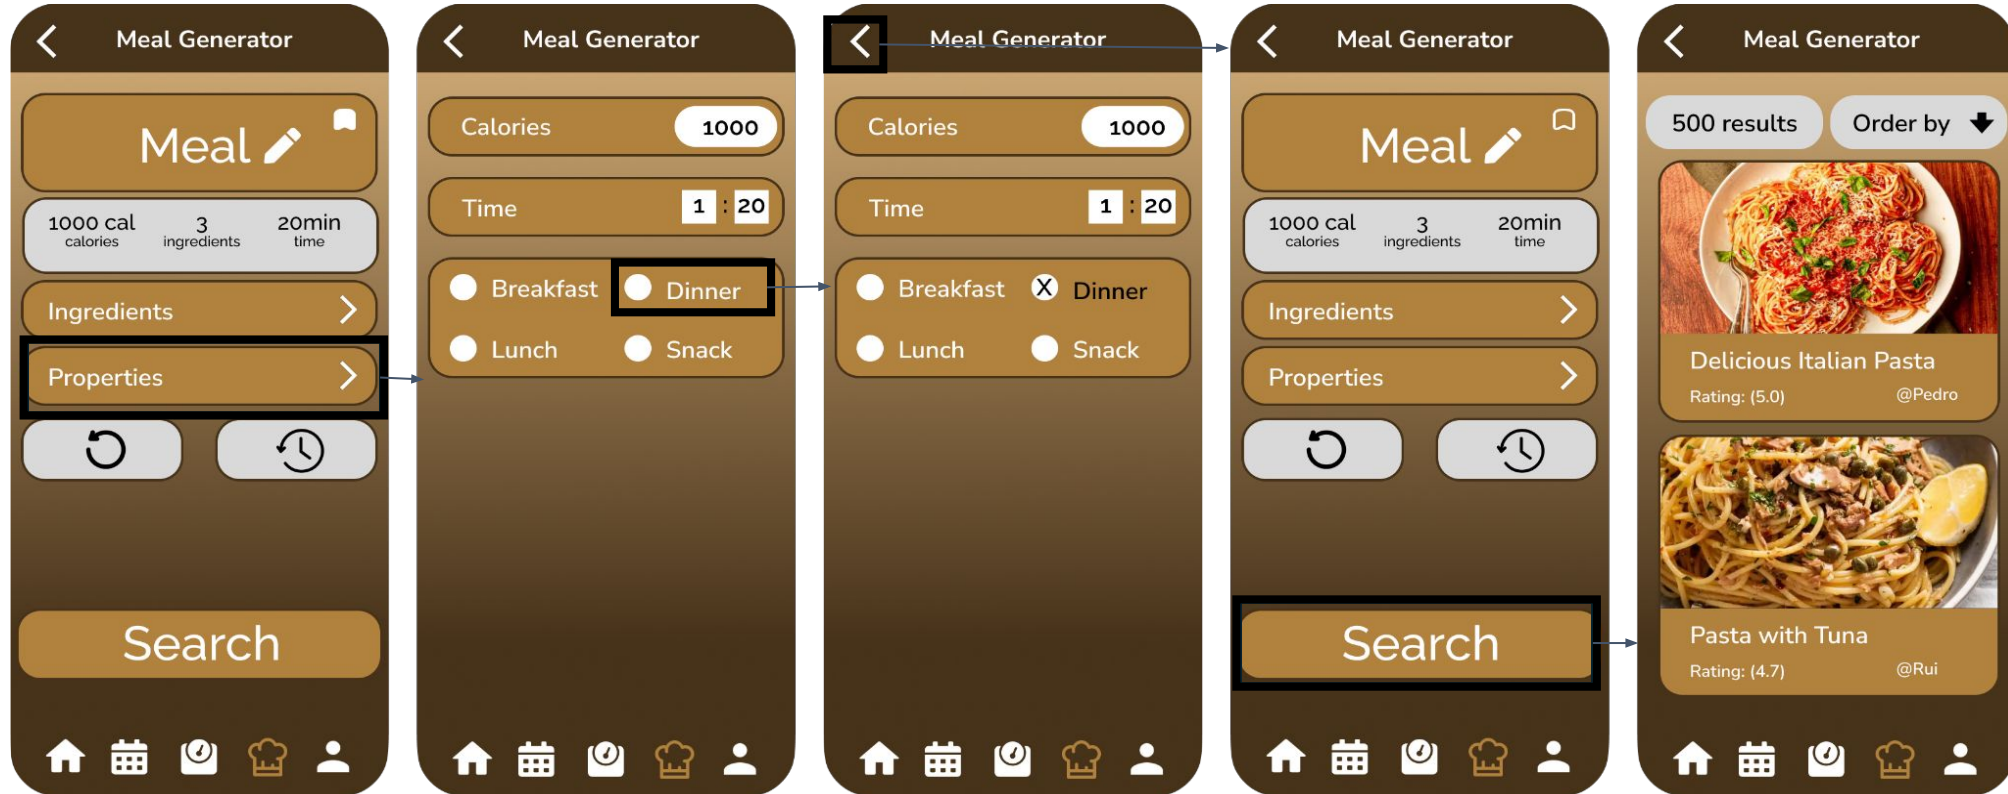 Meal Generator
Meal
1000 cal 3 20min
calories ingredients time
Ingredients
Properties
Search
Meal Generator
Calories 1000
Time 1 : 20
Breakfast Dinner
Lunch Snack
Meal Generator
Calories 1000
Time 1 : 20
Breakfast X Dinner
Lunch Snack
Meal Generator
Meal
1000 cal 3 20min
calories ingredients time
Ingredients
Properties
Search
Meal Generator
500 results Order by
Delicious Italian Pasta
Rating: (5.0) @Pedro
Pasta with Tuna
Rating: (4.7) @Rui